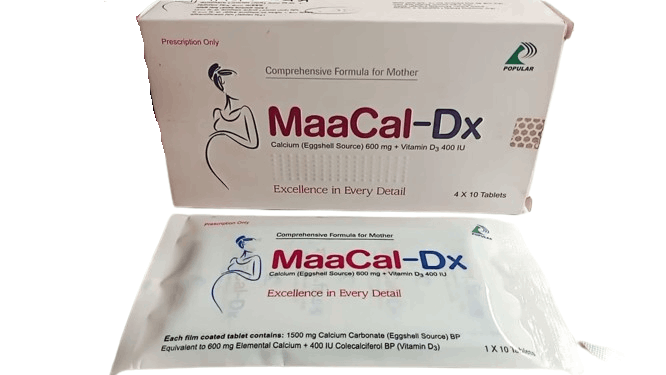 Prescription Only
POPULAR
Comprehensive Formula for Mother
MaaCal-Dx
Calcium (Eggshell Source) 600 mg + Vitamin D3 400 IU
Excellence in Every Detail
4 X 10 Tablets
Prescription Only
POPULAR
Comprehensive Formula for Mother
MaaCal-Dx
Calcium (Eggshell Source) 600 mg + Vitamin D3 400 IU
Excellence in Every Detail
Each film coated tablet contains: 1500 mg Calcium Carbonate (Eggshell Source) BP
Equivalent to 600 mg Elemental Calcium + 400 IU Colecalciferol BP (Vitamin D3)
1 X 10 Tablets